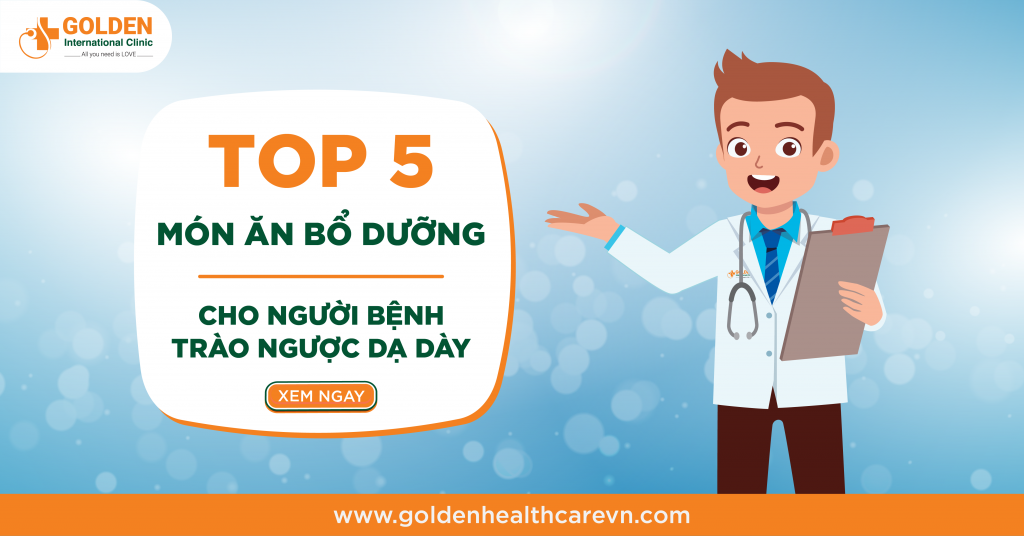 GOLDEN
International Clinic
All you need is LOVE
TOP 5
MÓN ĂN BỔ DƯỠNG
CHO NGƯỜI BỆNH
TRÀO NGƯỢC DẠ DÀY
XEM NGAY
www.goldenhealthcarevn.com